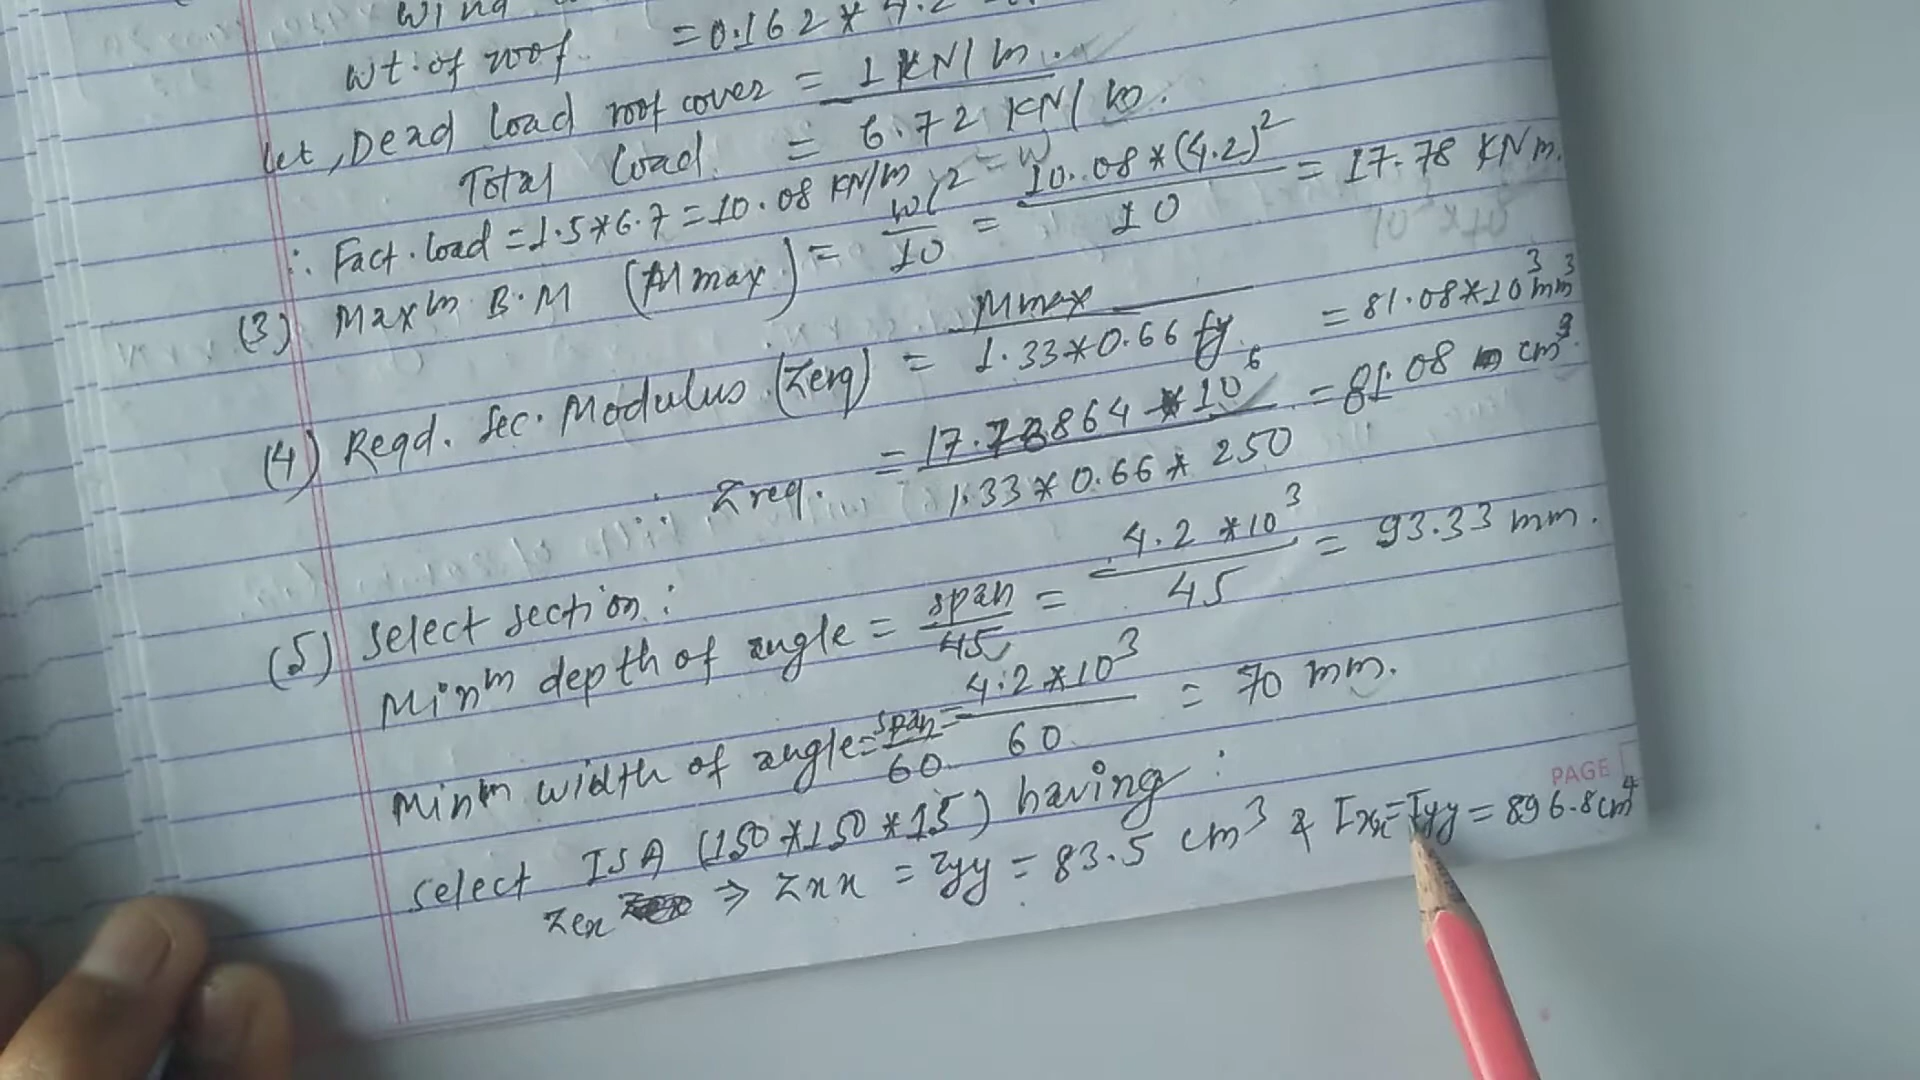 wind
wt. of roof. = 0.162 * 4.2
Let, Dead load roof cover = 1 KN/m.
Total load = 6.72 KN/m.
∴ Fact. load = 1.5*6.7 = 10.08 KN/m = W
(3) Maxm B.M (Mmax) = wl²/10 = 10.08*(4.2)²/10 = 17.78 KNm.
(4) Reqd. Sec. Modulus. (Zerq) = Mmax/1.33*0.66 fy = 81.08*10³mm³
Zreq. = 17.78864*10⁶/1.33*0.66*250 = 81.08 cm³
(5) Select section:
Minm depth of angle = span/45 = 4.2*10³/45 = 93.33 mm.
Minm width of angle = span/60 = 4.2*10³/60 = 70 mm.
Select ISA (150*150*15) having:
Zex ⇒ Zxx = Zyy = 83.5 cm³ & Ixx=Iyy = 896.8cm⁴
PAGE